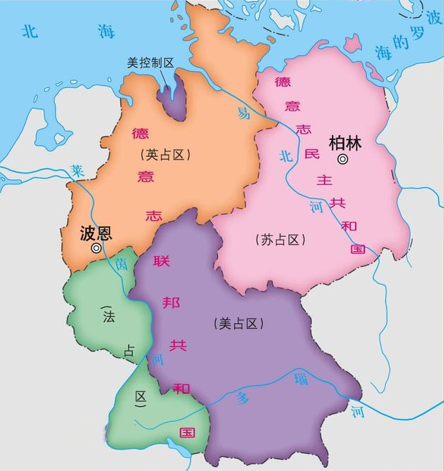 北海
波罗的海
美控制区
德意志民主共和国
易北河
柏林
德意志
(英占区)
莱茵河
波恩
(苏占区)
联邦共和国
(法占区)
(美占区)
多瑙河